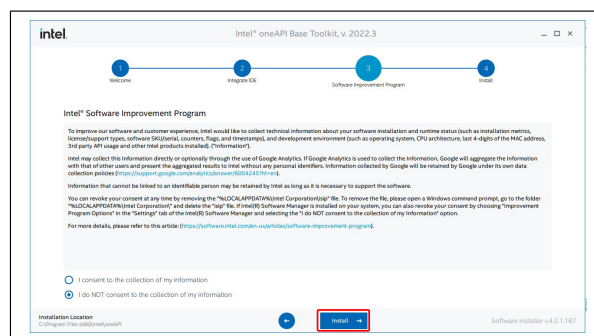 intel.
Intel® oneAPI Base Toolkit, v. 2022.3
1
2
3
4
Welcome
Integrate IDE
Software Improvement Program
Install
Intel® Software Improvement Program
To improve our software and customer experience, Intel would like to collect technical information about your software installation and runtime status (such as installation metrics,
license/support types, software SKU/serial, counters, flags, and timestamps), and development environment (such as operating system, CPU architecture, last 4-digits of the MAC address,
3rd party API usage and other Intel products installed). ("Information").
Intel may collect this Information directly or optionally through the use of Google Analytics. If Google Analytics is used to collect the Information, Google will aggregate the Information
with that of other users and present the aggregated results to Intel without any personal identifiers. Information collected by Google will be retained by Google under its own data
collection policies (https://support.google.com/analytics/answer/6004245?hl=en).
Information that cannot be linked to an identifiable person may be retained by Intel as long as it is necessary to support the software.
You can revoke your consent at any time by removing the "%LOCALAPPDATA%\Intel Corporation\isip" file. To remove the file, please open a Windows command prompt, go to the folder
"%LOCALAPPDATA%\Intel Corporation\" and delete the "isip" file. If Intel(R) Software Manager is installed on your system, you can also revoke your consent by choosing "Improvement
Program Options" in the "Settings" tab of the Intel(R) Software Manager and selecting the "I do NOT consent to the collection of my Information" option.
For more details, please refer to this article: (https://software.intel.com/en-us/articles/software-improvement-program).
I consent to the collection of my information
I do NOT consent to the collection of my information
Installation Location
C:\Program Files (x86)\Intel\oneAPI
Install
Software Installer v.4.2.1.167